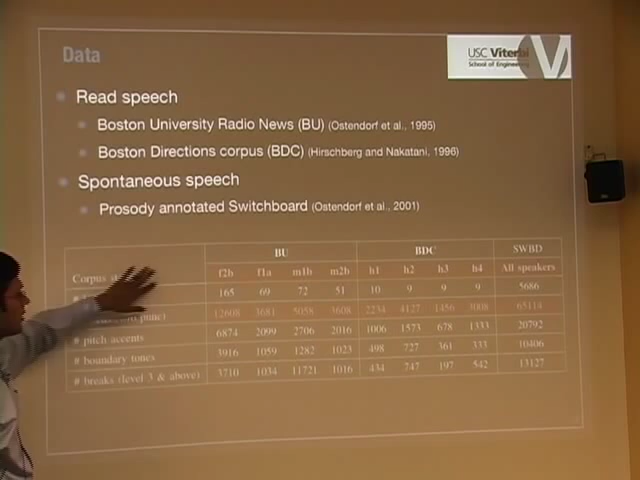 Data
USC Viterbi
School of Engineering
Read speech
Boston University Radio News (BU) (Ostendorf et al., 1995)
Boston Directions corpus (BDC) (Hirschberg and Nakatani, 1996)
Spontaneous speech
Prosody annotated Switchboard (Ostendorf et al., 2001)
BU BDC SWBD
Corpus f2b f1a m1b m2b h1 h2 h3 h4 All speakers
# 165 69 72 51 10 9 9 9 5686
punc) 12608 3681 5058 3608 2234 4127 1456 3008 65114
# pitch accents 6874 2099 2706 2016 1006 1573 678 1333 20792
# boundary tones 3916 1059 1282 1023 498 727 361 333 10406
# breaks (level 3 & above) 3710 1034 11721 1016 434 747 197 542 13127